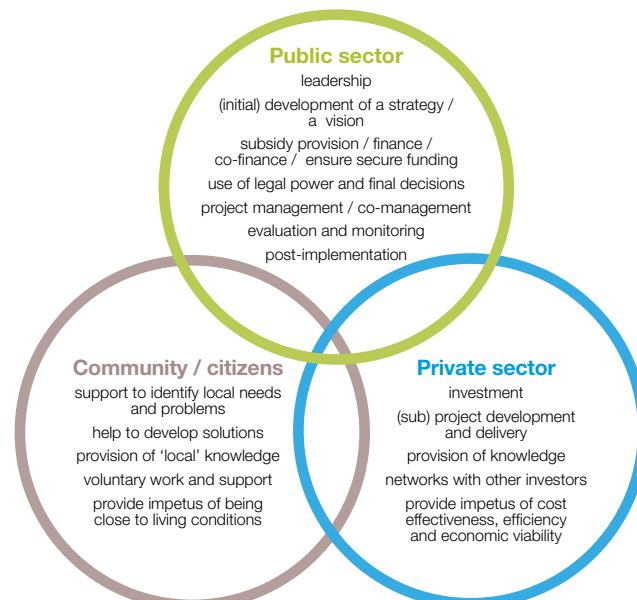 Public sector
leadership
(initial) development of a strategy /
a vision
subsidy provision / finance /
co-finance / ensure secure funding
use of legal power and final decisions
project management / co-management
evaluation and monitoring
post-implementation
Community / citizens
support to identify local needs
and problems
help to develop solutions
provision of ‘local’ knowledge
voluntary work and support
provide impetus of being
close to living conditions
Private sector
investment
(sub) project development
and delivery
provision of knowledge
networks with other investors
provide impetus of cost
effectiveness, efficiency
and economic viability